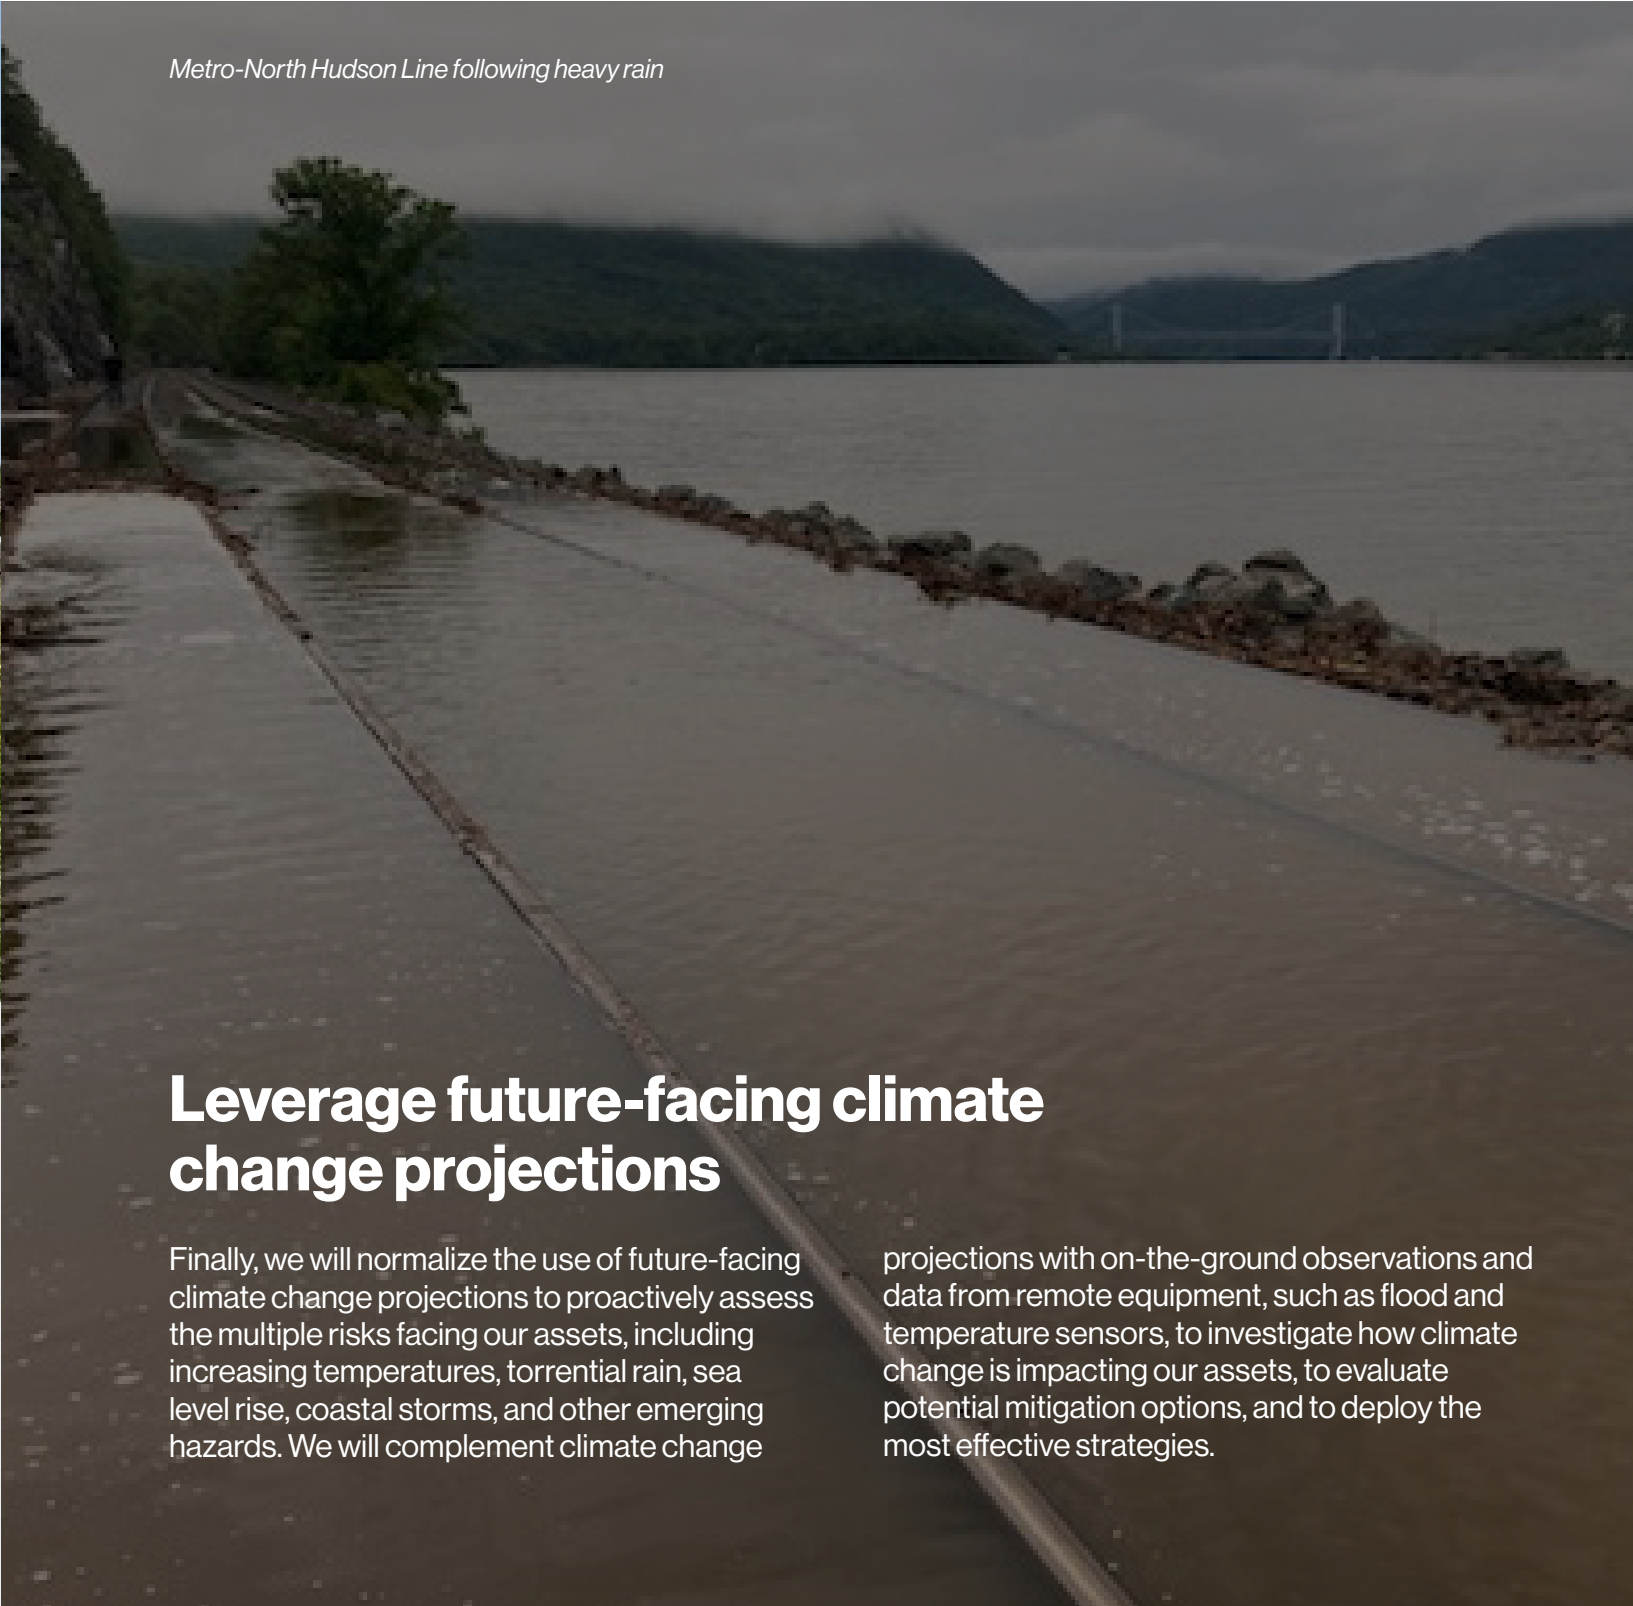 Metro-North Hudson Line following heavy rain
Leverage future-facing climate
change projections
Finally, we will normalize the use of future-facing
climate change projections to proactively assess
the multiple risks facing our assets, including
increasing temperatures, torrential rain, sea
level rise, coastal storms, and other emerging
hazards. We will complement climate change
projections with on-the-ground observations and
data from remote equipment, such as flood and
temperature sensors, to investigate how climate
change is impacting our assets, to evaluate
potential mitigation options, and to deploy the
most effective strategies.